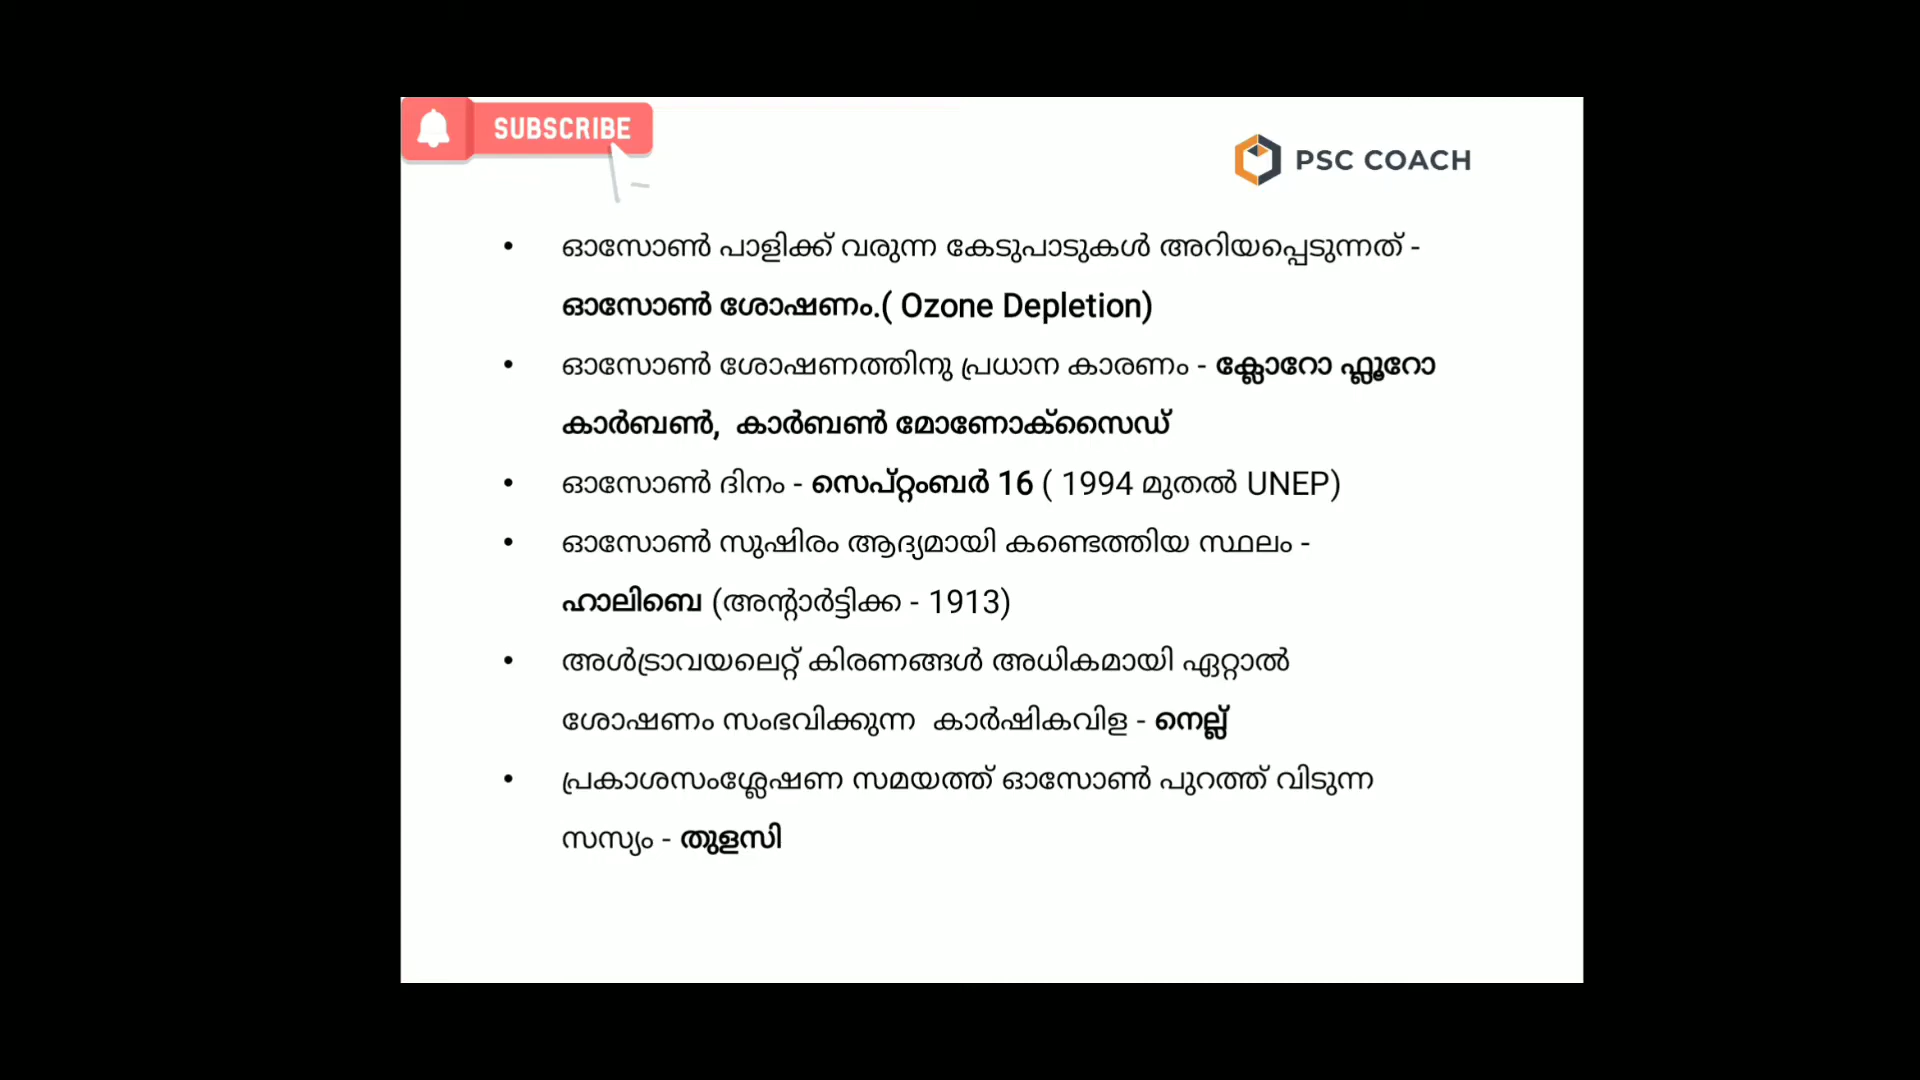 SUBSCRIBE
PSC COACH
• ഓസോൺ പാളിക്ക് വരുന്ന കേടുപാടുകൾ അറിയപ്പെടുന്നത് -
ഓസോൺ ശോഷണം.( Ozone Depletion)
• ഓസോൺ ശോഷണത്തിനു പ്രധാന കാരണം - ക്ലോറോ ഫ്ലൂറോ
കാർബൺ, കാർബൺ മോണോക്സൈഡ്
• ഓസോൺ ദിനം - സെപ്റ്റംബർ 16 ( 1994 മുതൽ UNEP)
• ഓസോൺ സുഷിരം ആദ്യമായി കണ്ടെത്തിയ സ്ഥലം -
ഹാലിബെ (അന്റാർട്ടിക്ക - 1913)
• അൾട്രാവയലെറ്റ് കിരണങ്ങൾ അധികമായി ഏറ്റാൽ
ശോഷണം സംഭവിക്കുന്ന കാർഷികവിള - നെല്ല്
• പ്രകാശസംശ്ലേഷണ സമയത്ത് ഓസോൺ പുറത്ത് വിടുന്ന
സസ്യം - തുളസി